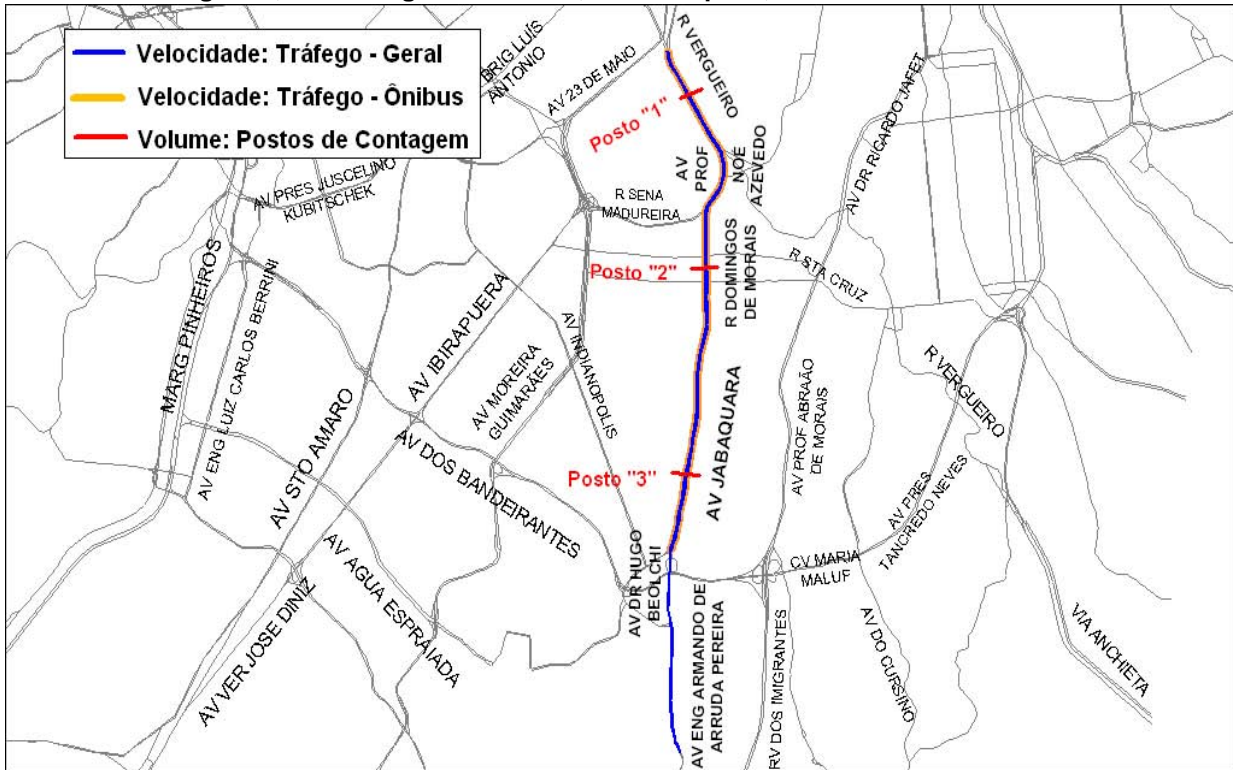 Velocidade: Tráfego - Geral
Velocidade: Tráfego - Ônibus
Volume: Postos de Contagem
BRIG LUÍS
ANTONIO
AV 23 DE MAIO
R VERGUEIRO
Posto "1"
AV
PROF
NOE
AZEVEDO
AV DR RICARDO JAFET
AV PRES JUSCELINO
KUBITSCHEK
R SENA
MADUREIRA
MARG PINHEIROS
AV ENG LUIZ CARLOS BERRINI
Posto "2"
R DOMINGOS
DE MORAIS
R STA CRUZ
AV IBIRAPUERA
AV STO AMARO
AV MOREIRA
GUIMARÃES
AV INDIANOPOLIS
AV DOS BANDEIRANTES
Posto "3"
AV JABAQUARA
AV PROF ABRAÃO
DE MORAIS
R VERGUEIRO
AV PRES
TANCREDO NEVES
AV AGUA ESPRAIADA
AV VER JOSE DINIZ
AV DR HUGO
BEOLCHI
CV MARIA
MALUF
AV ENG ARMANDO DE
ARRUDA PEREIRA
RV DOS IMIGRANTES
AV DO CURSINO
VIA ANCHIETA